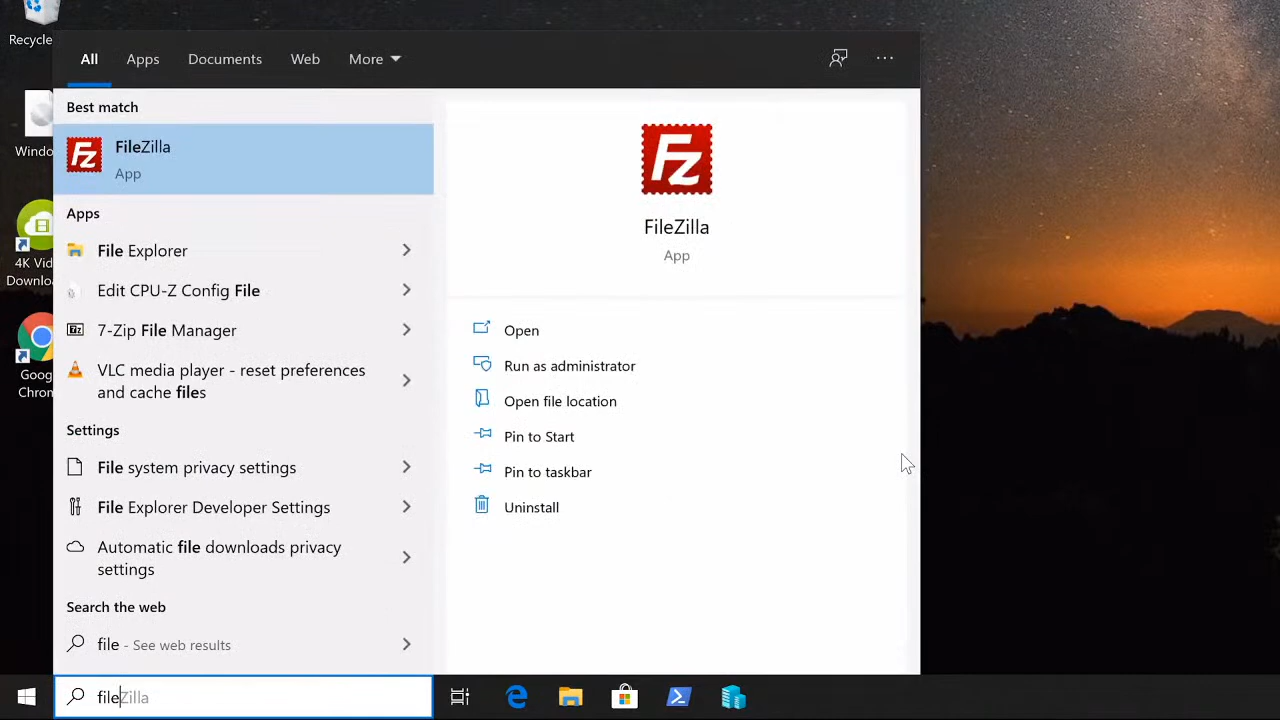 Recycle
Windo
4K Vid
Downlo
Goog
Chron
All
Apps
Documents
Web
More
Best match
FileZilla
App
Apps
File Explorer
Edit CPU-Z Config File
7-Zip File Manager
VLC media player - reset preferences
and cache files
Settings
File system privacy settings
File Explorer Developer Settings
Automatic file downloads privacy
settings
Search the web
file - See web results
fileZilla
Fz
FileZilla
App
Open
Run as administrator
Open file location
Pin to Start
Pin to taskbar
Uninstall